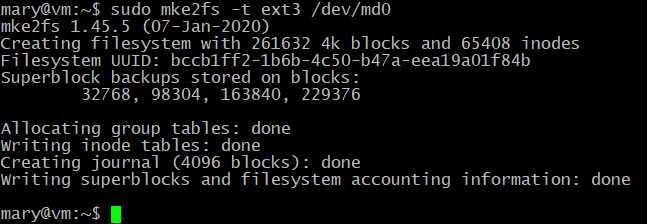 mary@vm:~$ sudo mke2fs -t ext3 /dev/md0
mke2fs 1.45.5 (07-Jan-2020)
Creating filesystem with 261632 4k blocks and 65408 inodes
Filesystem UUID: bccb1ff2-1b6b-4c50-b47a-eea19a01f84b
Superblock backups stored on blocks:
        32768, 98304, 163840, 229376

Allocating group tables: done
Writing inode tables: done
Creating journal (4096 blocks): done
Writing superblocks and filesystem accounting information: done

mary@vm:~$